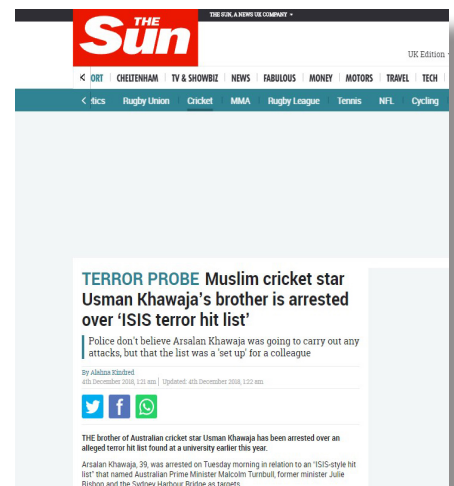 THE SUN, A NEWS UK COMPANY
THE
Sun
UK Edition
ORT CHELTENHAM TV & SHOWBIZ NEWS FABULOUS MONEY MOTORS TRAVEL TECH
tics Rugby Union Cricket MMA Rugby League Tennis NFL Cycling
TERROR PROBE Muslim cricket star
Usman Khawaja's brother is arrested
over 'ISIS terror hit list'
Police don't believe Arsalan Khawaja was going to carry out any
attacks, but that the list was a 'set up' for a colleague
By Alahna Kindred
4th December 2018, 1:21 am Updated: 4th December 2018, 1:22 am
THE brother of Australian cricket star Usman Khawaja has been arrested over an
alleged terror hit list found at a university earlier this year.
Arsalan Khawaja, 39, was arrested on Tuesday morning in relation to an "ISIS-style hit
list" that named Australian Prime Minister Malcolm Turnbull, former minister Julie
Bishop and the Sydney Harbour Bridge as targets.